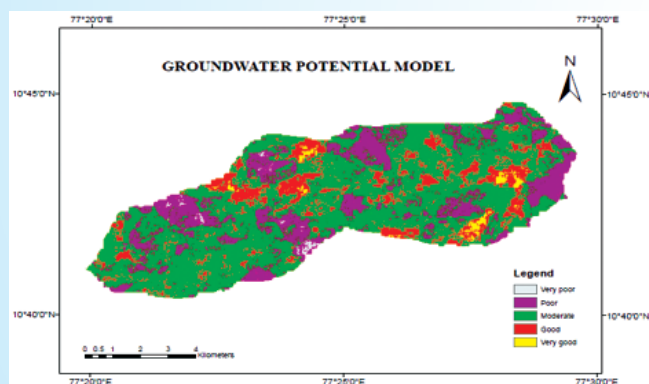 77°20'0"E 77°25'0"E 77°30'0"E
N
GROUNDWATER POTENTIAL MODEL
10°45'0"N 10°45'0"N
Legend
Very poor
Poor
Moderate
Good
Very good
10°40'0"N 10°40'0"N
0 0.5 1 2 3 4
Kilometers
77°20'0"E 77°25'0"E 77°30'0"E